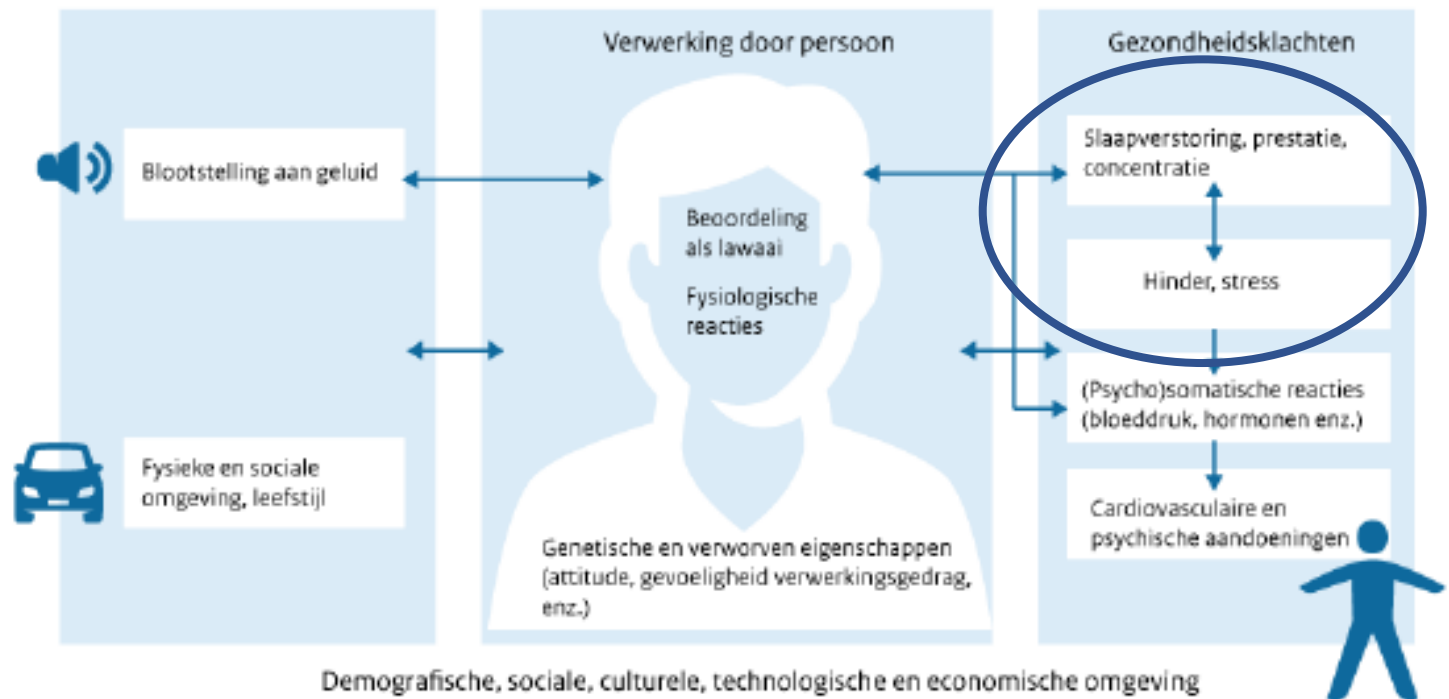 Blootstelling aan geluid
Fysieke en sociale
omgeving, leefstijl
Verwerking door persoon
Beoordeling
als lawaai
Fysiologische
reacties
Genetische en verworven eigenschappen
(attitude, gevoeligheid verwerkingsgedrag,
enz.)
Gezondheidsklachten
Slaapverstoring, prestatie,
concentratie
Hinder, stress
(Psycho)somatische reacties
(bloeddruk, hormonen enz.)
Cardiovasculaire en
psychische aandoeningen
Demografische, sociale, culturele, technologische en economische omgeving